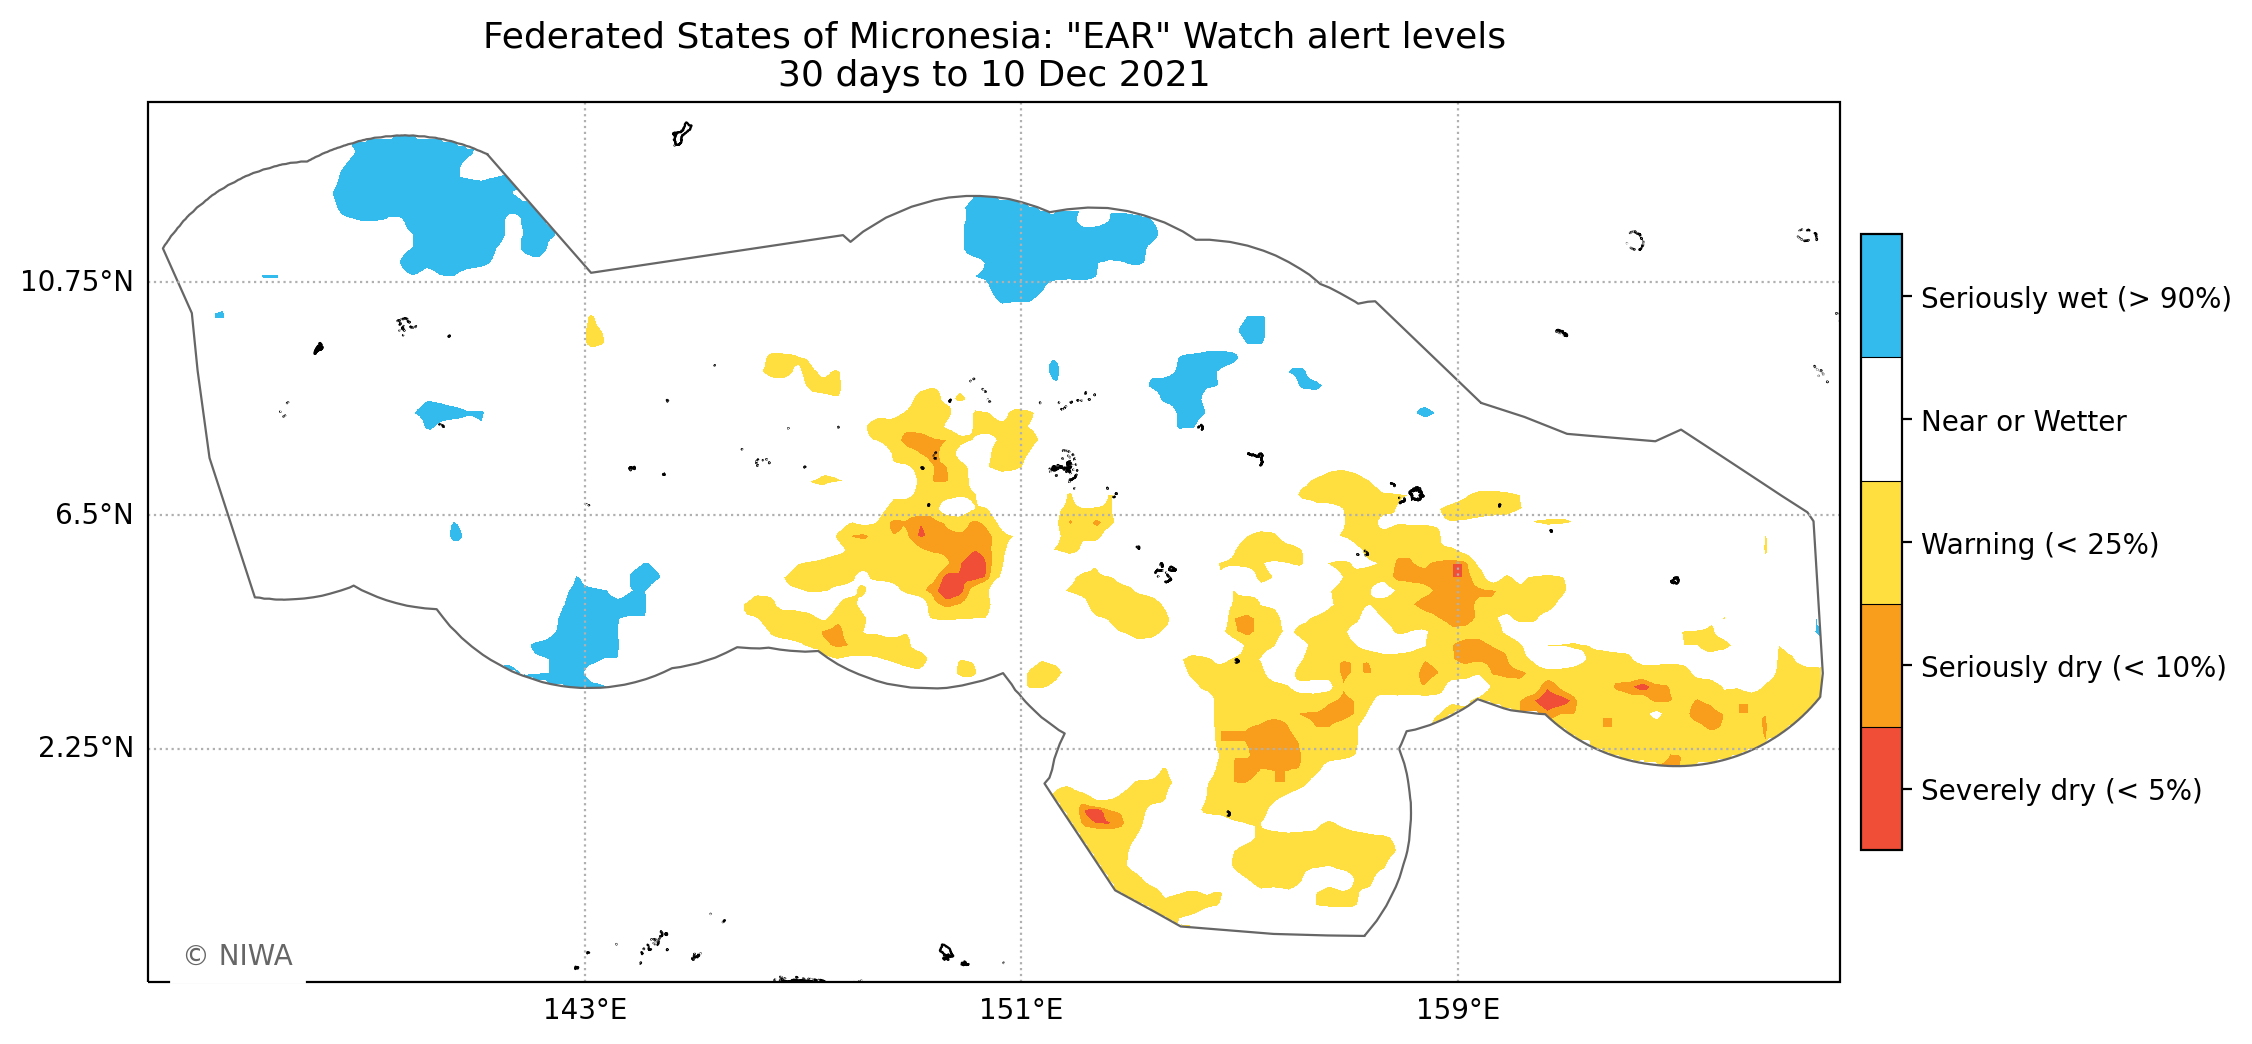 Federated States of Micronesia: "EAR" Watch alert levels
30 days to 10 Dec 2021
10.75°N
6.5°N
2.25°N
143°E
151°E
159°E
© NIWA
Seriously wet (> 90%)
Near or Wetter
Warning (< 25%)
Seriously dry (< 10%)
Severely dry (< 5%)